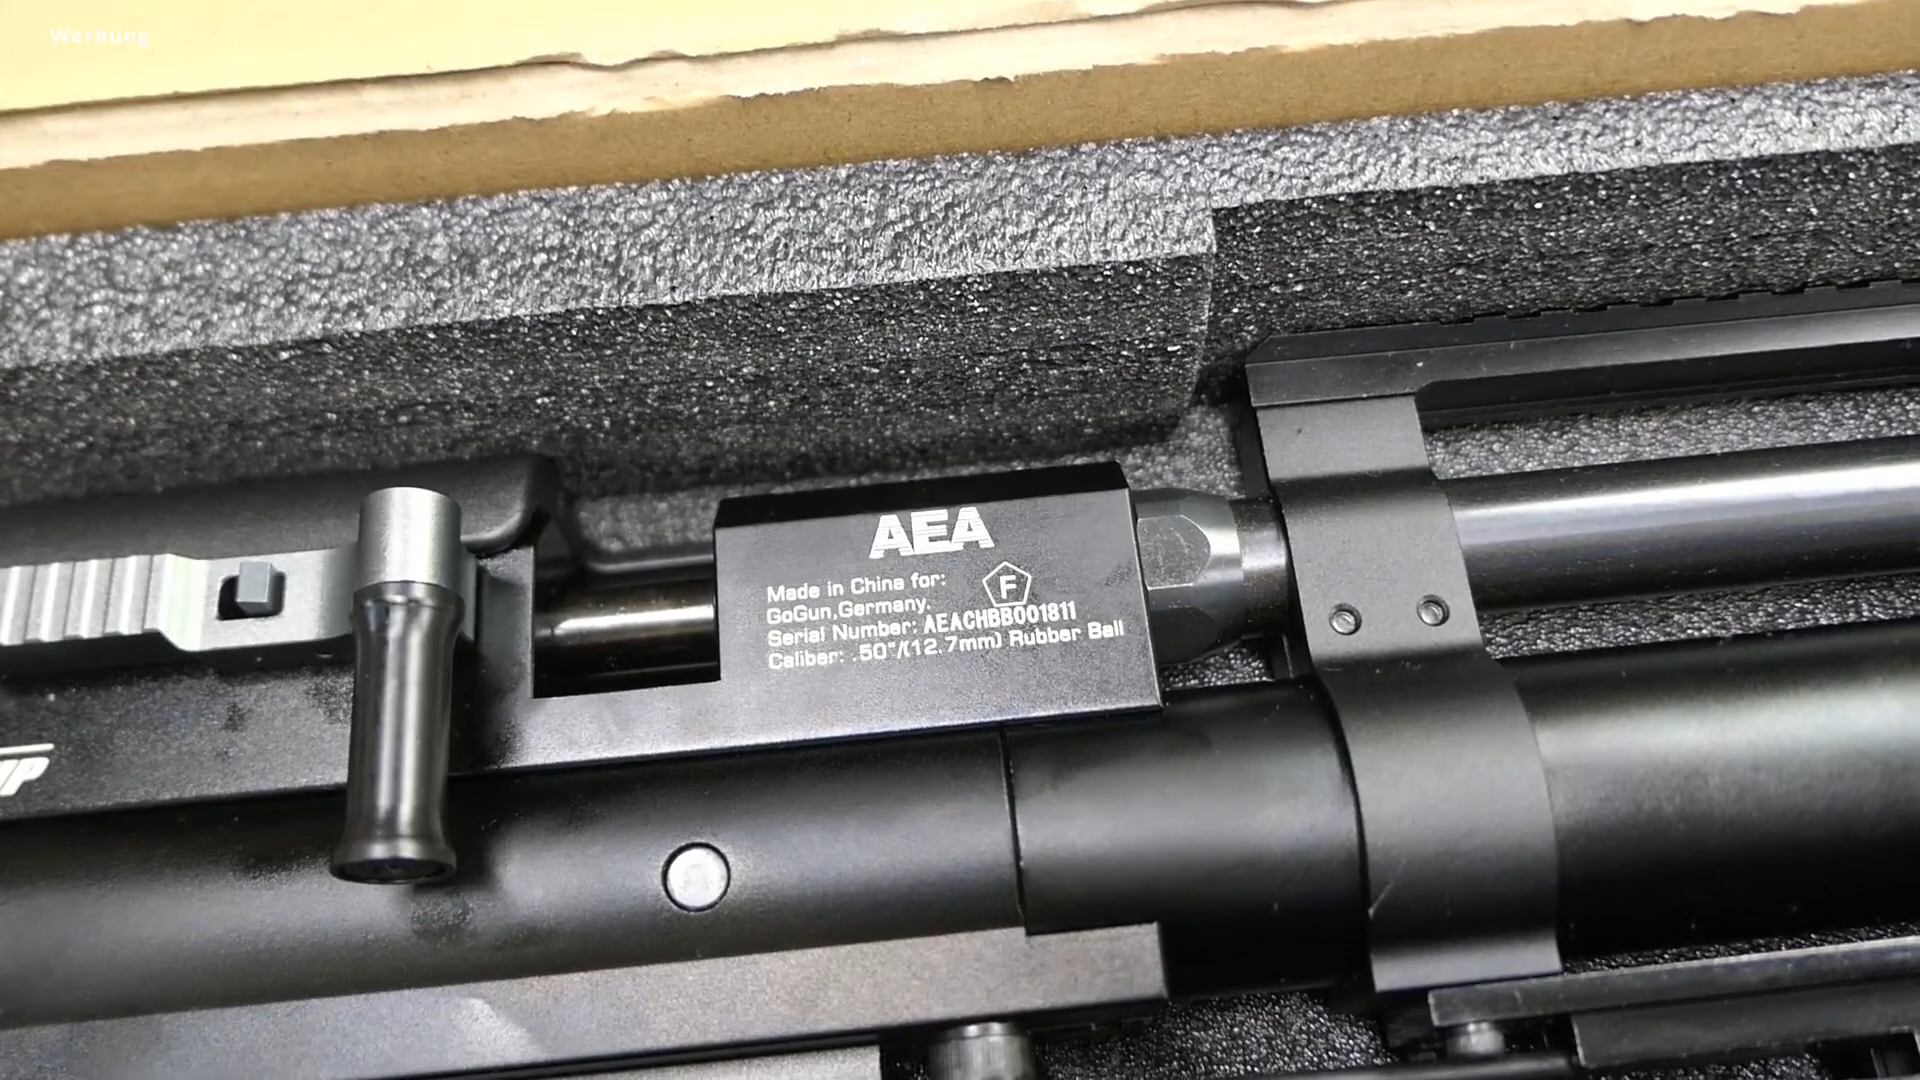 Werbung
AEA
Made in China for:
F
GoGun,Germany.
Serial Number: AEACHBB001811
Caliber: .50"/(12.7mm) Rubber Ball